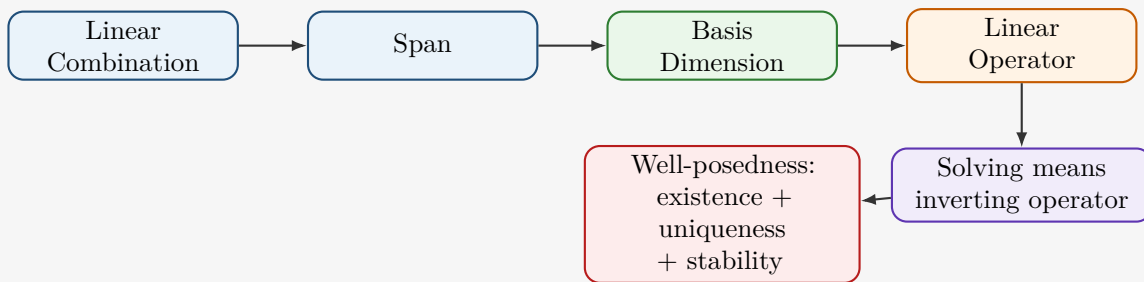 Linear
Combination
Span
Basis
Dimension
Linear
Operator
Solving means
inverting operator
Well-posedness:
existence +
uniqueness
+ stability